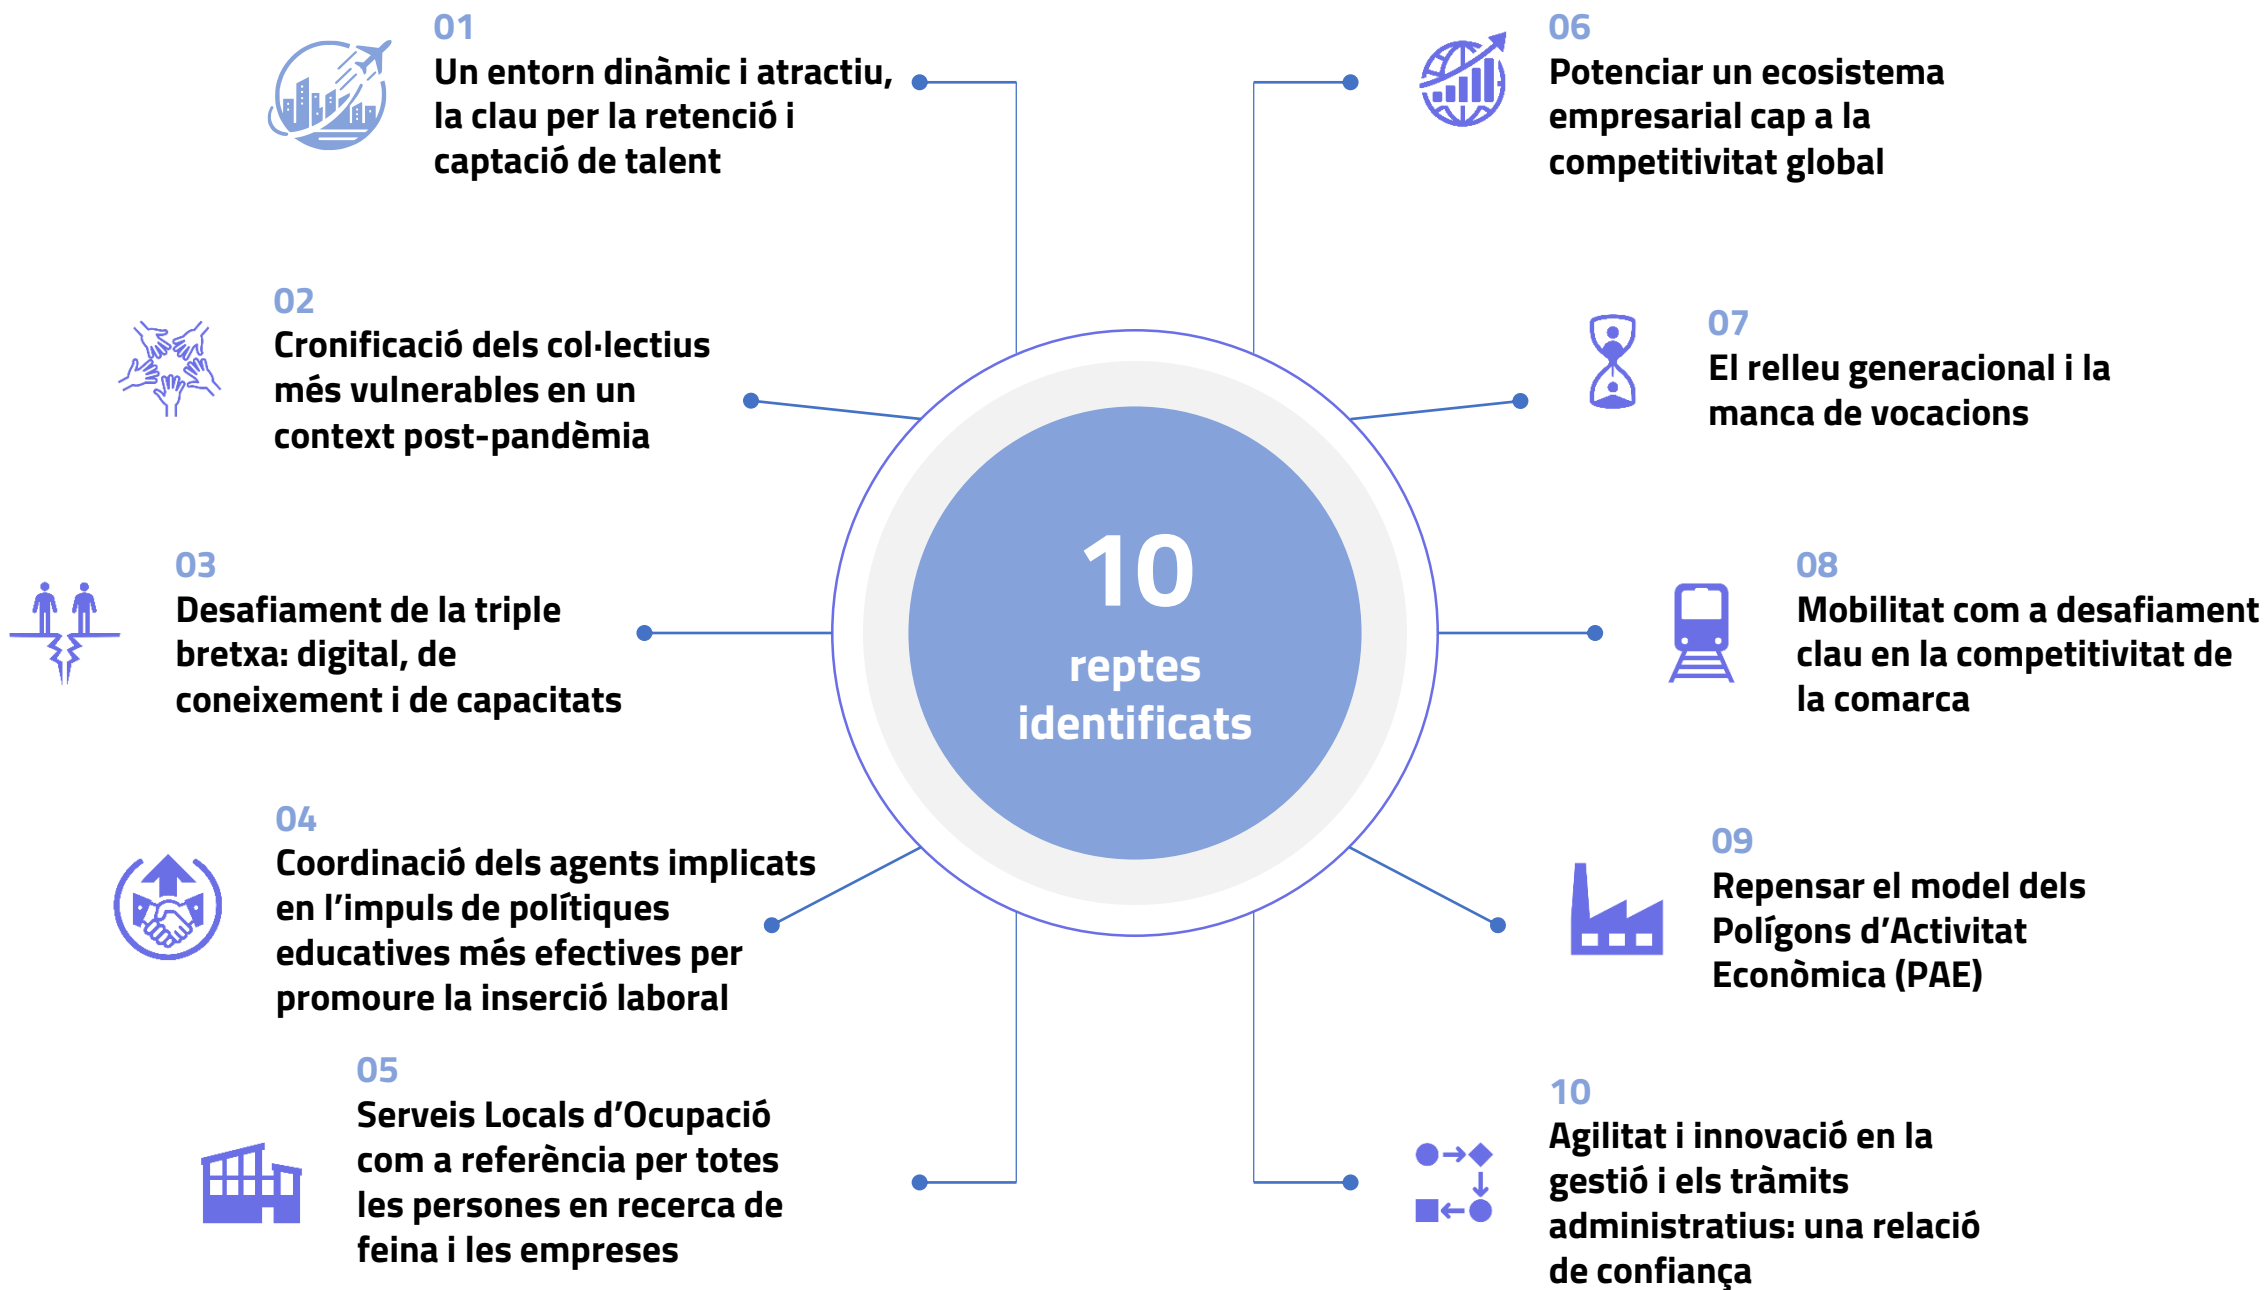 01
Un entorn dinàmic i atractiu,
la clau per la retenció i
captació de talent
02
Cronificació dels col·lectius
més vulnerables en un
context post-pandèmia
03
Desafiament de la triple
bretxa: digital, de
coneixement i de capacitats
04
Coordinació dels agents implicats
en l’impuls de polítiques
educatives més efectives per
promoure la inserció laboral
05
Serveis Locals d’Ocupació
com a referència per totes
les persones en recerca de
feina i les empreses
10
reptes
identificats
06
Potenciar un ecosistema
empresarial cap a la
competitivitat global
07
El relleu generacional i la
manca de vocacions
08
Mobilitat com a desafiament
clau en la competitivitat de
la comarca
09
Repensar el model dels
Polígons d’Activitat
Econòmica (PAE)
10
Agilitat i innovació en la
gestió i els tràmits
administratius: una relació
de confiança